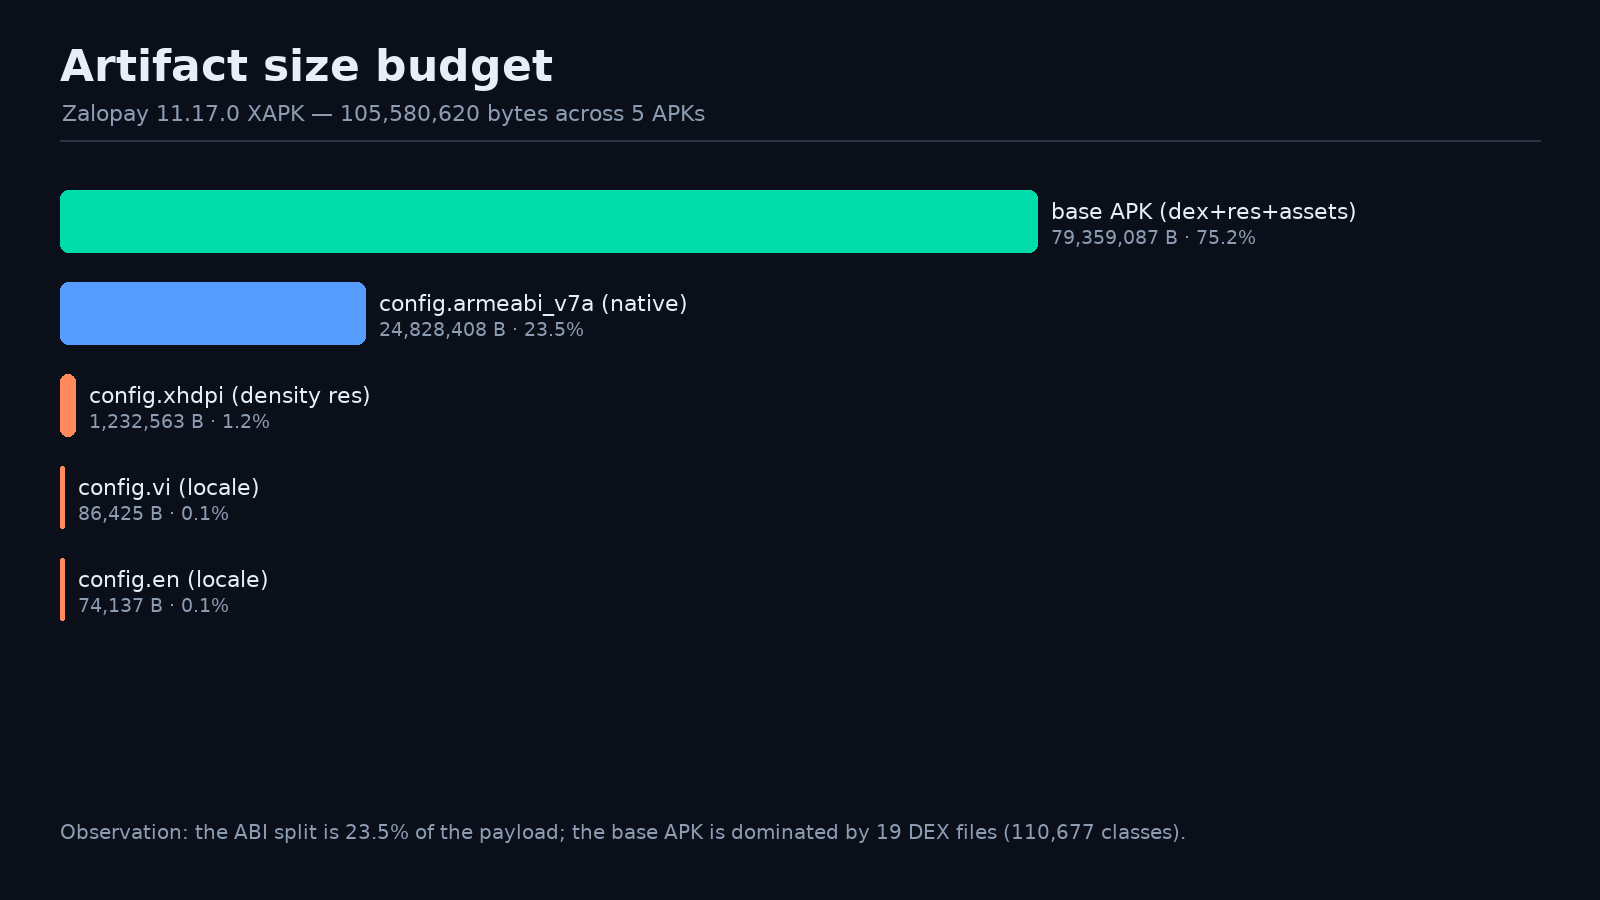 Artifact size budget
Zalopay 11.17.0 XAPK — 105,580,620 bytes across 5 APKs
base APK (dex+res+assets)
79,359,087 B · 75.2%
config.armeabi_v7a (native)
24,828,408 B · 23.5%
config.xhdpi (density res)
1,232,563 B · 1.2%
config.vi (locale)
86,425 B · 0.1%
config.en (locale)
74,137 B · 0.1%
Observation: the ABI split is 23.5% of the payload; the base APK is dominated by 19 DEX files (110,677 classes).